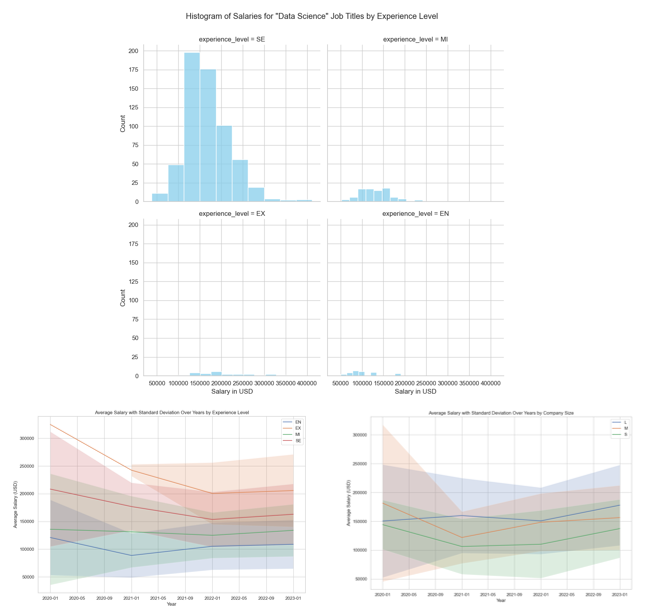 Histogram of Salaries for "Data Science" Job Titles by Experience Level
experience_level = SE
experience_level = MI
200
175
150
125
100
75
50
25
0
Count
experience_level = EX
experience_level = EN
200
175
150
125
100
75
50
25
0
Count
50000 100000 150000 200000 250000 300000 350000 400000
50000 100000 150000 200000 250000 300000 350000 400000
Salary in USD
Salary in USD
Average Salary with Standard Deviation Over Years by Experience Level
EN
EX
MI
SE
300000
250000
200000
150000
100000
50000
Average Salary (USD)
2020-01 2020-05 2020-09 2021-01 2021-05 2021-09 2022-01 2022-05 2022-09 2023-01
Year
Average Salary with Standard Deviation Over Years by Company Size
L
M
S
300000
250000
200000
150000
100000
50000
Average Salary (USD)
2020-01 2020-05 2020-09 2021-01 2021-05 2021-09 2022-01 2022-05 2022-09 2023-01
Year